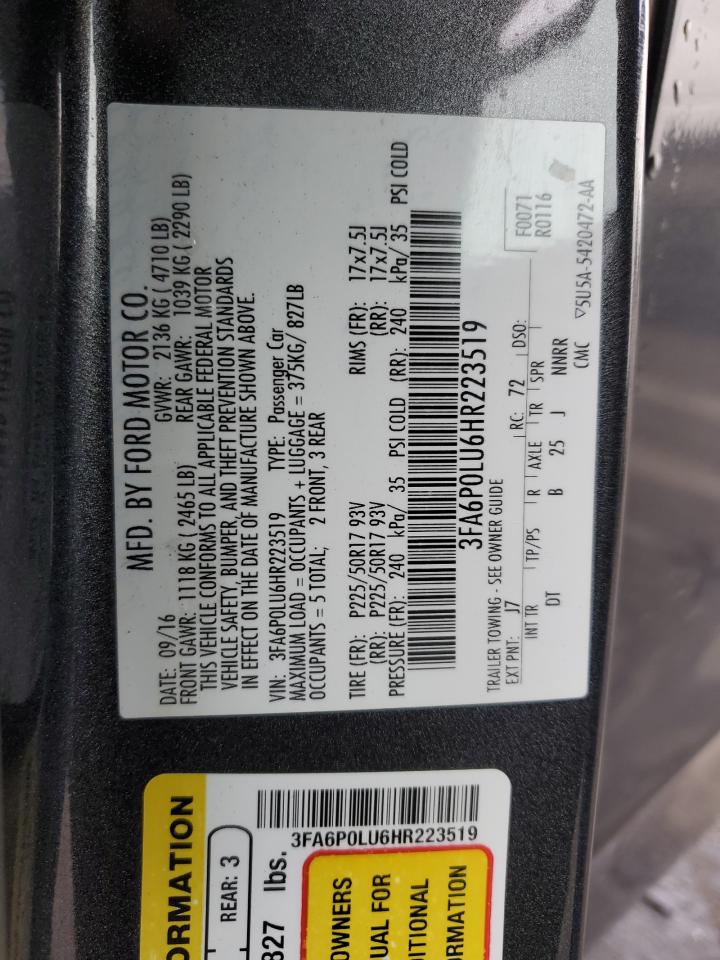 MFD. BY FORD MOTOR CO.
DATE: 09/16 GVWR: 2136 KG ( 4710 LB)
FRONT GAWR: 1118 KG ( 2465 LB) REAR GAWR: 1039 KG ( 2290 LB)
THIS VEHICLE CONFORMS TO ALL APPLICABLE FEDERAL MOTOR
VEHICLE SAFETY, BUMPER, AND THEFT PREVENTION STANDARDS
IN EFFECT ON THE DATE OF MANUFACTURE SHOWN ABOVE.
VIN: 3FA6P0LU6HR223519 TYPE: Passenger Car
MAXIMUM LOAD = OCCUPANTS + LUGGAGE = 375KG/ 827LB
OCCUPANTS = 5 TOTAL; 2 FRONT, 3 REAR
TIRE (FR): P225/50R17 93V RIMS (FR): 17x7.5J
(RR): P225/50R17 93V (RR): 17x7.5J
PRESSURE (FR): 240 kPa/ 35 PSI COLD (RR): 240 kPa/ 35 PSI COLD
3FA6P0LU6HR223519
TRAILER TOWING - SEE OWNER GUIDE
EXT PNT: J7 RC: 72 DSO: F0071
R0116
INT TR TP/PS R AXLE TR SPR
DT B 25 J NNRR
CMC ▽5U5A-5420472-AA
ORMATION
REAR: 3
827 lbs.
3FA6P0LU6HR223519
OWNERS
UAL FOR
ITIONAL
RMATION